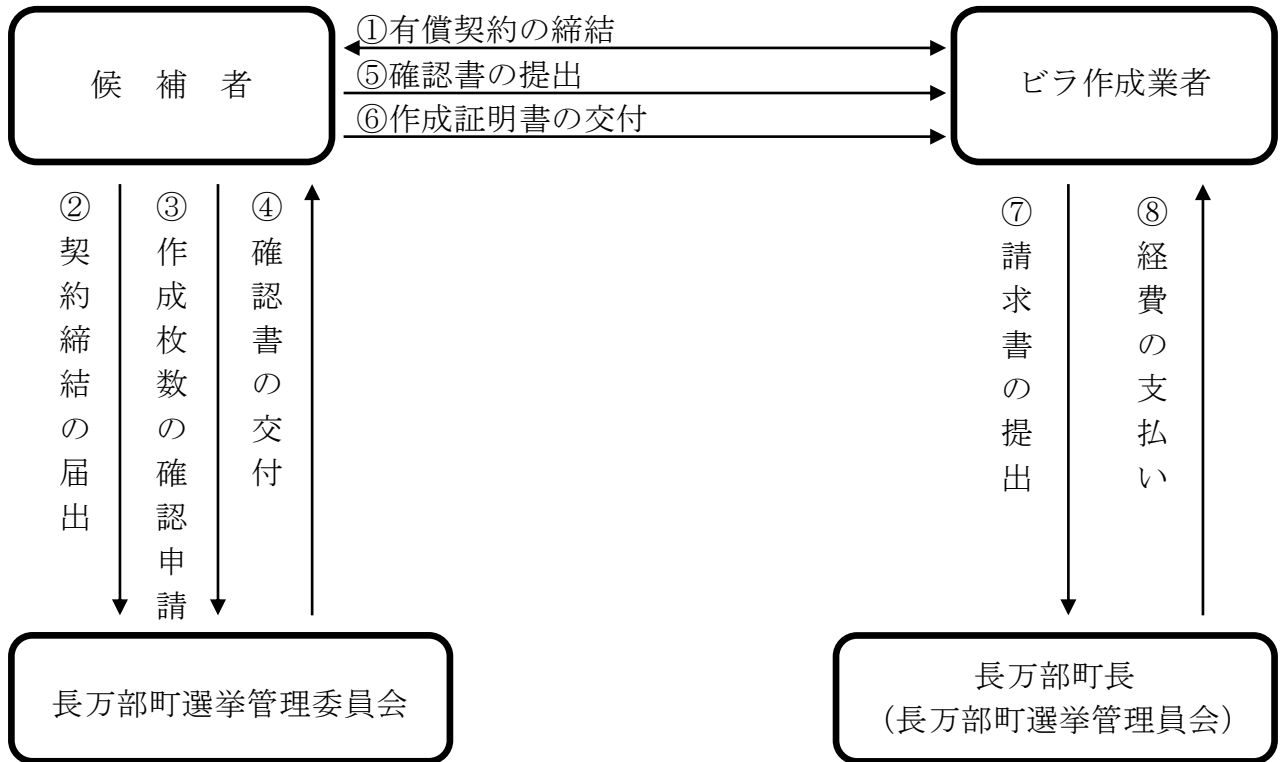 候補者
①有償契約の締結
⑤確認書の提出
⑥作成証明書の交付
ビラ作成業者
②契約締結の届出
③作成枚数の確認申請
④確認書の交付
⑦請求書の提出
⑧経費の支払い
長万部町選挙管理委員会
長万部町長
（長万部町選挙管理員会）